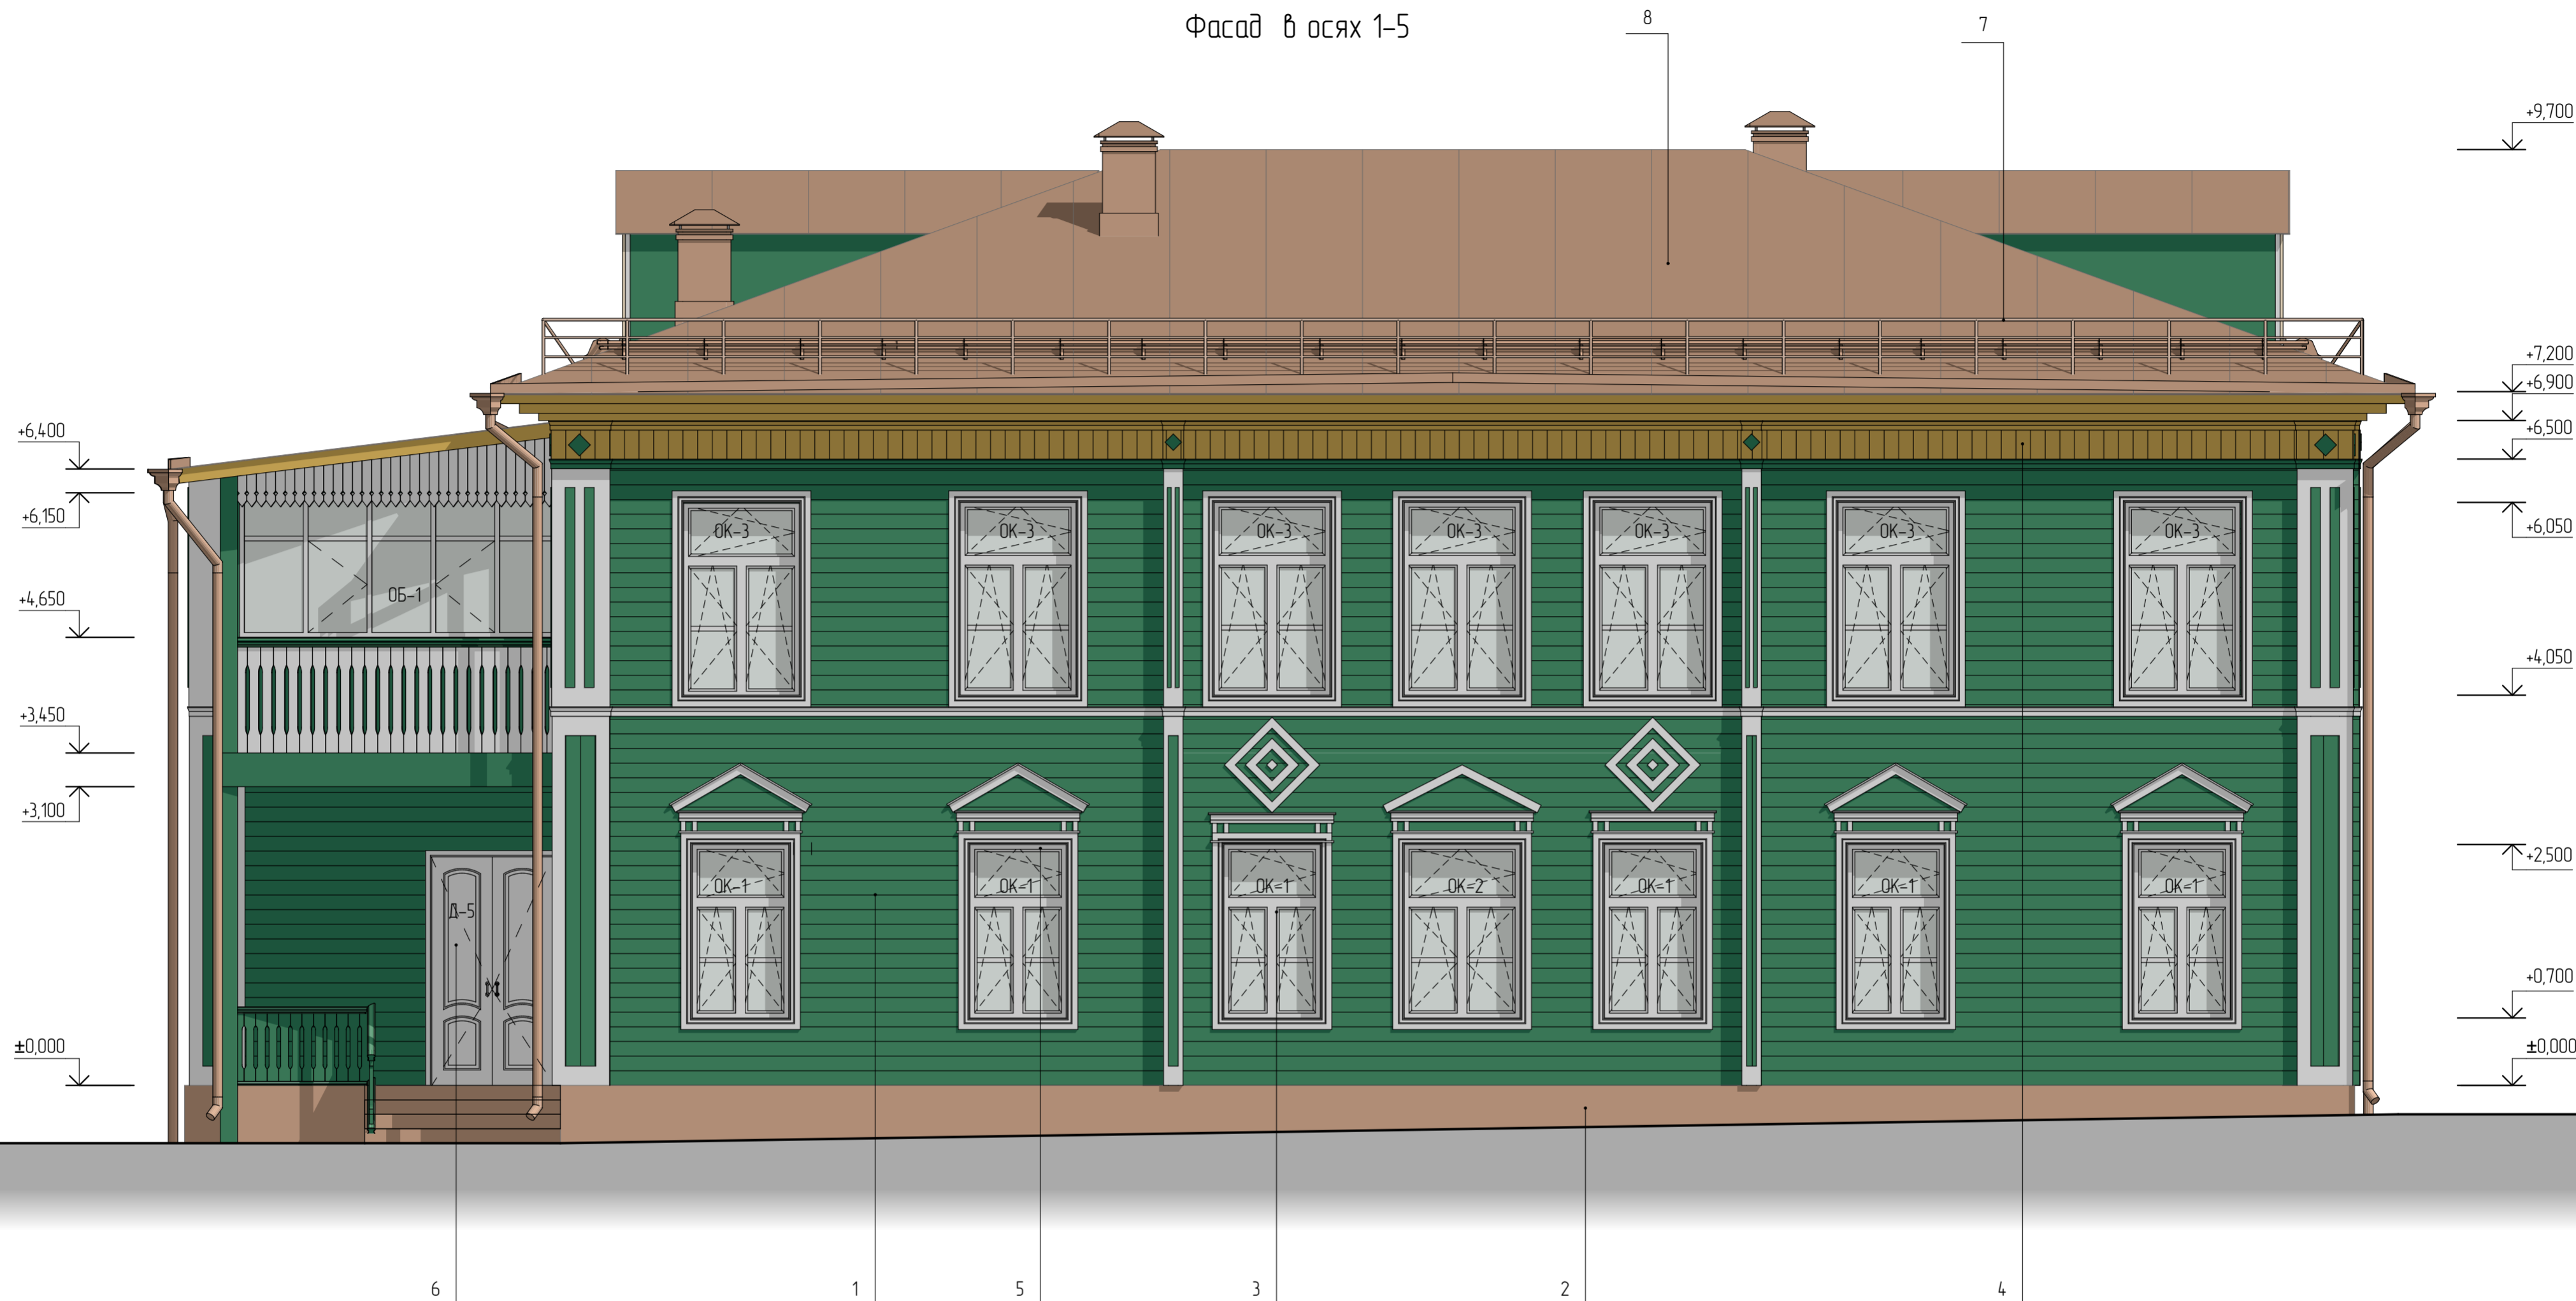 Фасад в осях 1-5
8
7
+9,700
+7,200
+6,900
+6,400
+6,500
+6,150
+6,050
ОК-3
ОК-3
ОК-3
ОК-3
ОК-3
ОК-3
ОК-3
ОБ-1
+4,650
+4,050
+3,450
+3,100
+2,500
ОК-1
ОК-1
ОК-1
ОК-2
ОК-1
ОК-1
ОК-1
Д-5
+0,700
±0,000
±0,000
6
1
5
3
2
4